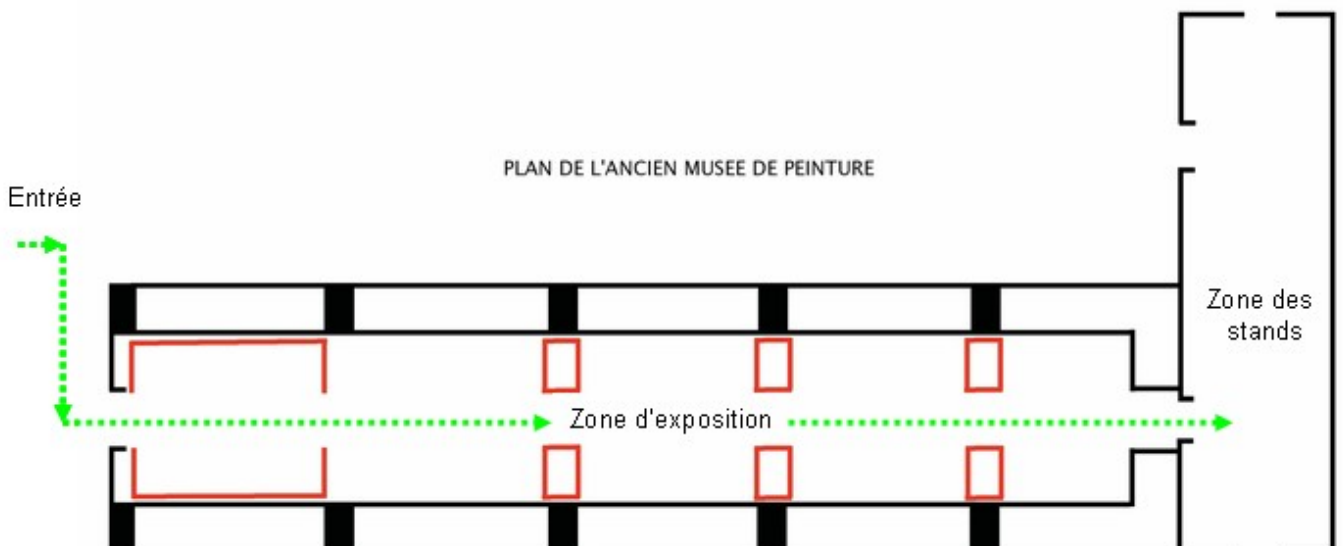 PLAN DE L'ANCIEN MUSEE DE PEINTURE
Entrée
Zone des
stands
Zone d'exposition